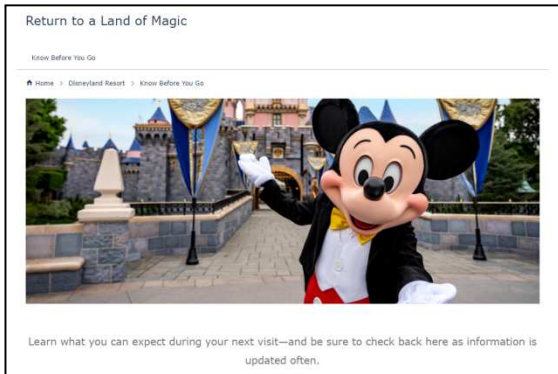 Return to a Land of Magic
Know Before You Go
Home > Disneyland Resort > Know Before You Go
Learn what you can expect during your next visit—and be sure to check back here as information is
updated often.